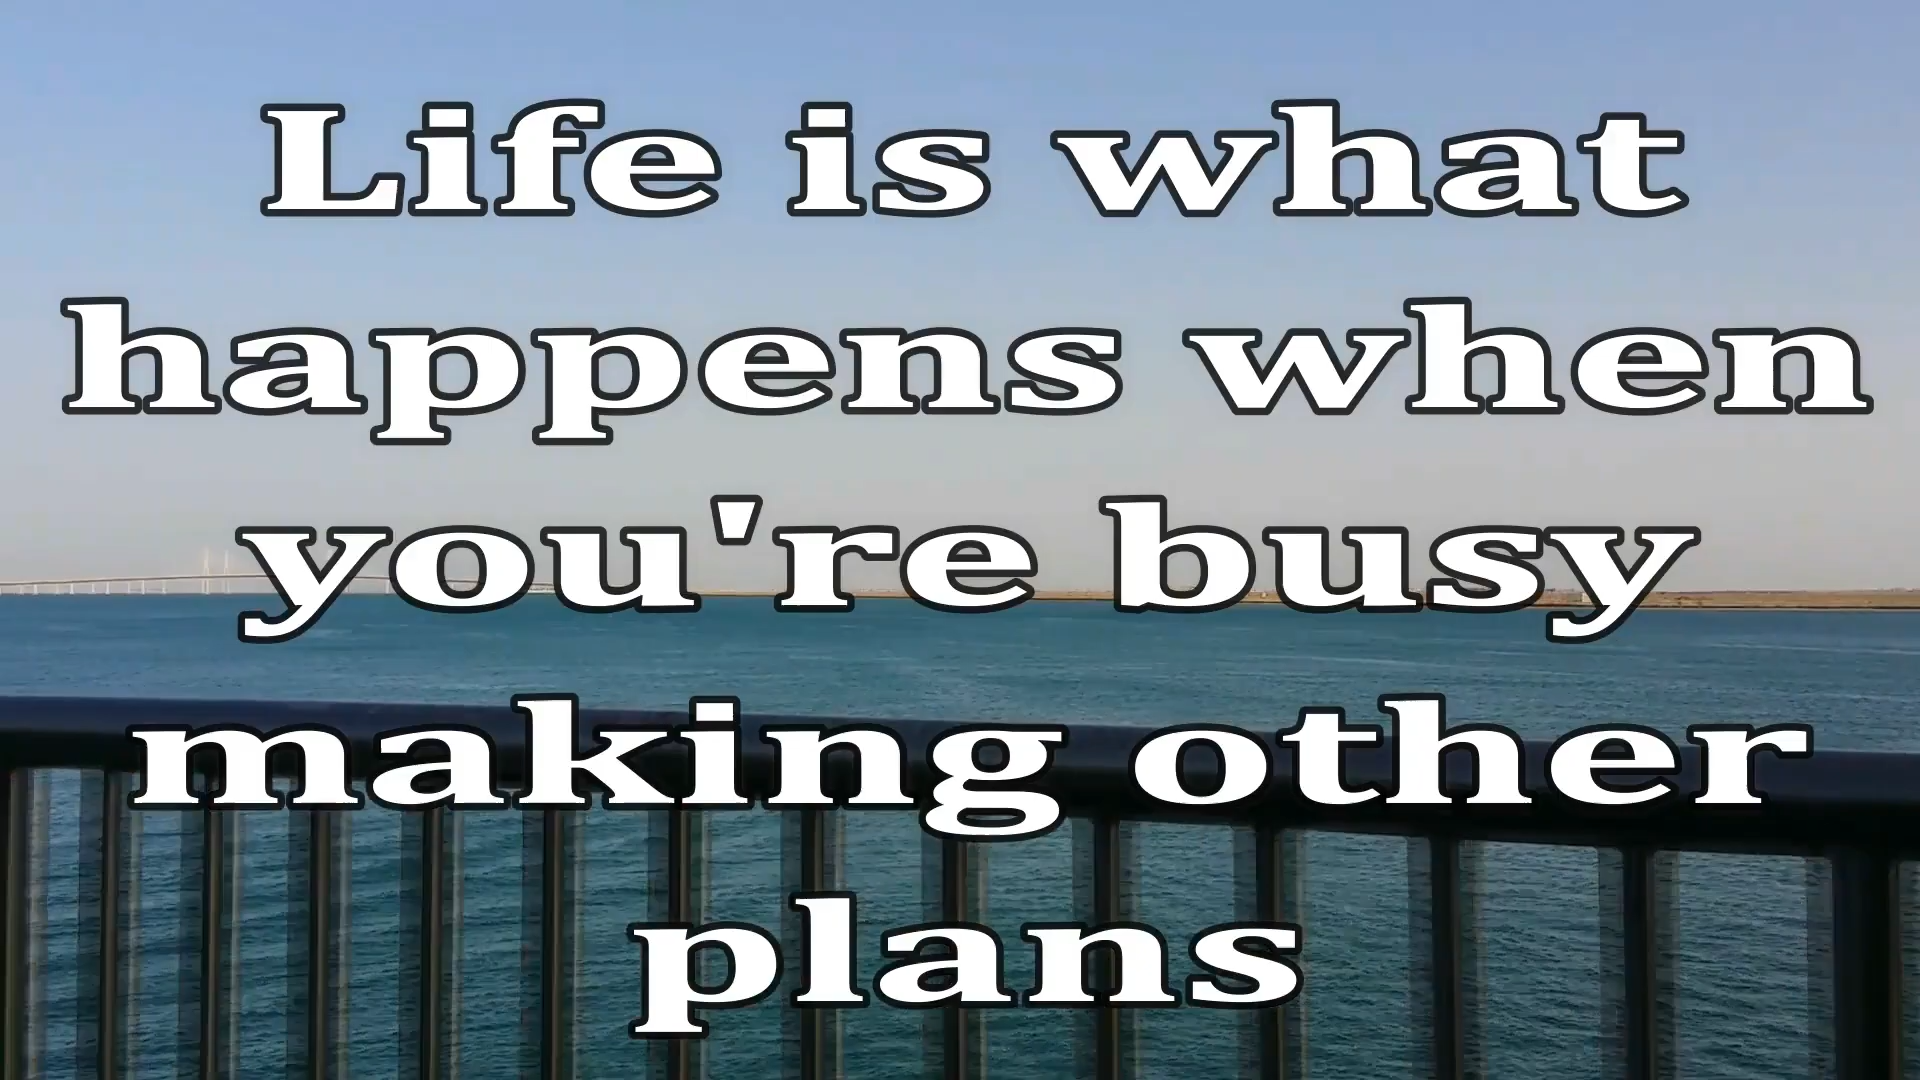 Life is what
happens when
you're busy
making other
plans